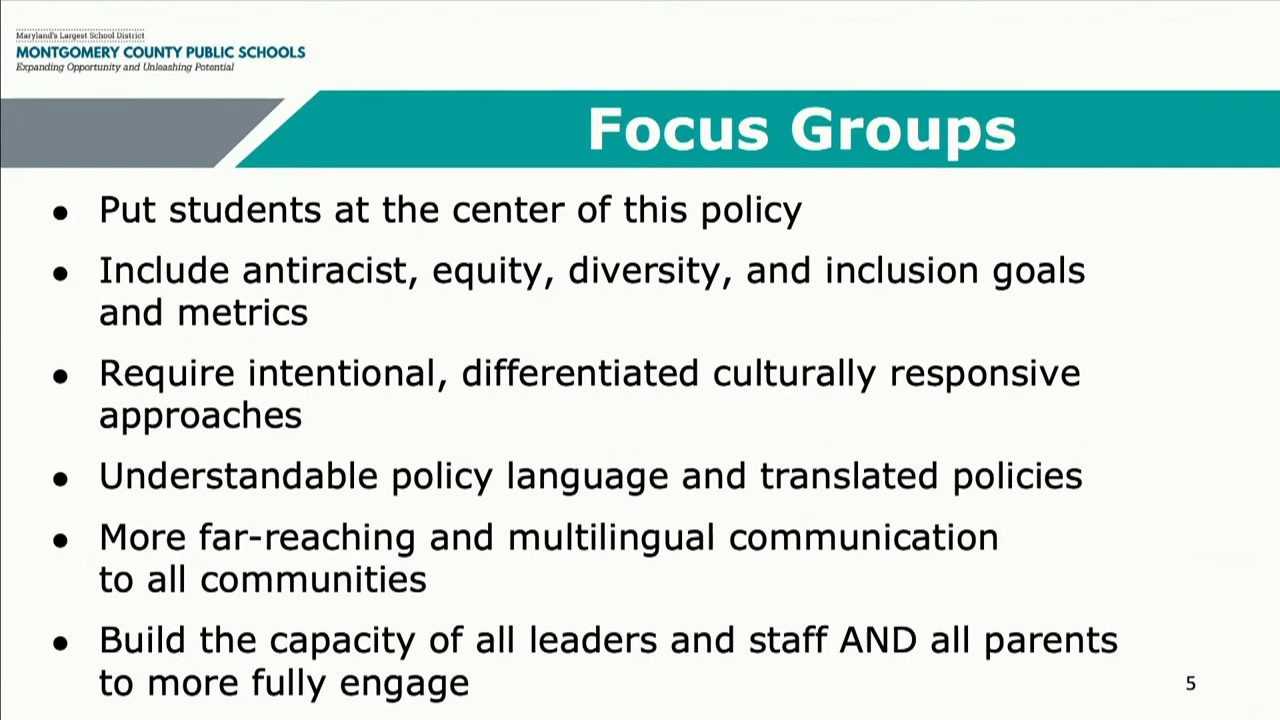 Maryland's Largest School District
MONTGOMERY COUNTY PUBLIC SCHOOLS
Expanding Opportunity and Unleashing Potential
Focus Groups
● Put students at the center of this policy
● Include antiracist, equity, diversity, and inclusion goals
and metrics
● Require intentional, differentiated culturally responsive
approaches
● Understandable policy language and translated policies
● More far-reaching and multilingual communication
to all communities
● Build the capacity of all leaders and staff AND all parents
to more fully engage
5